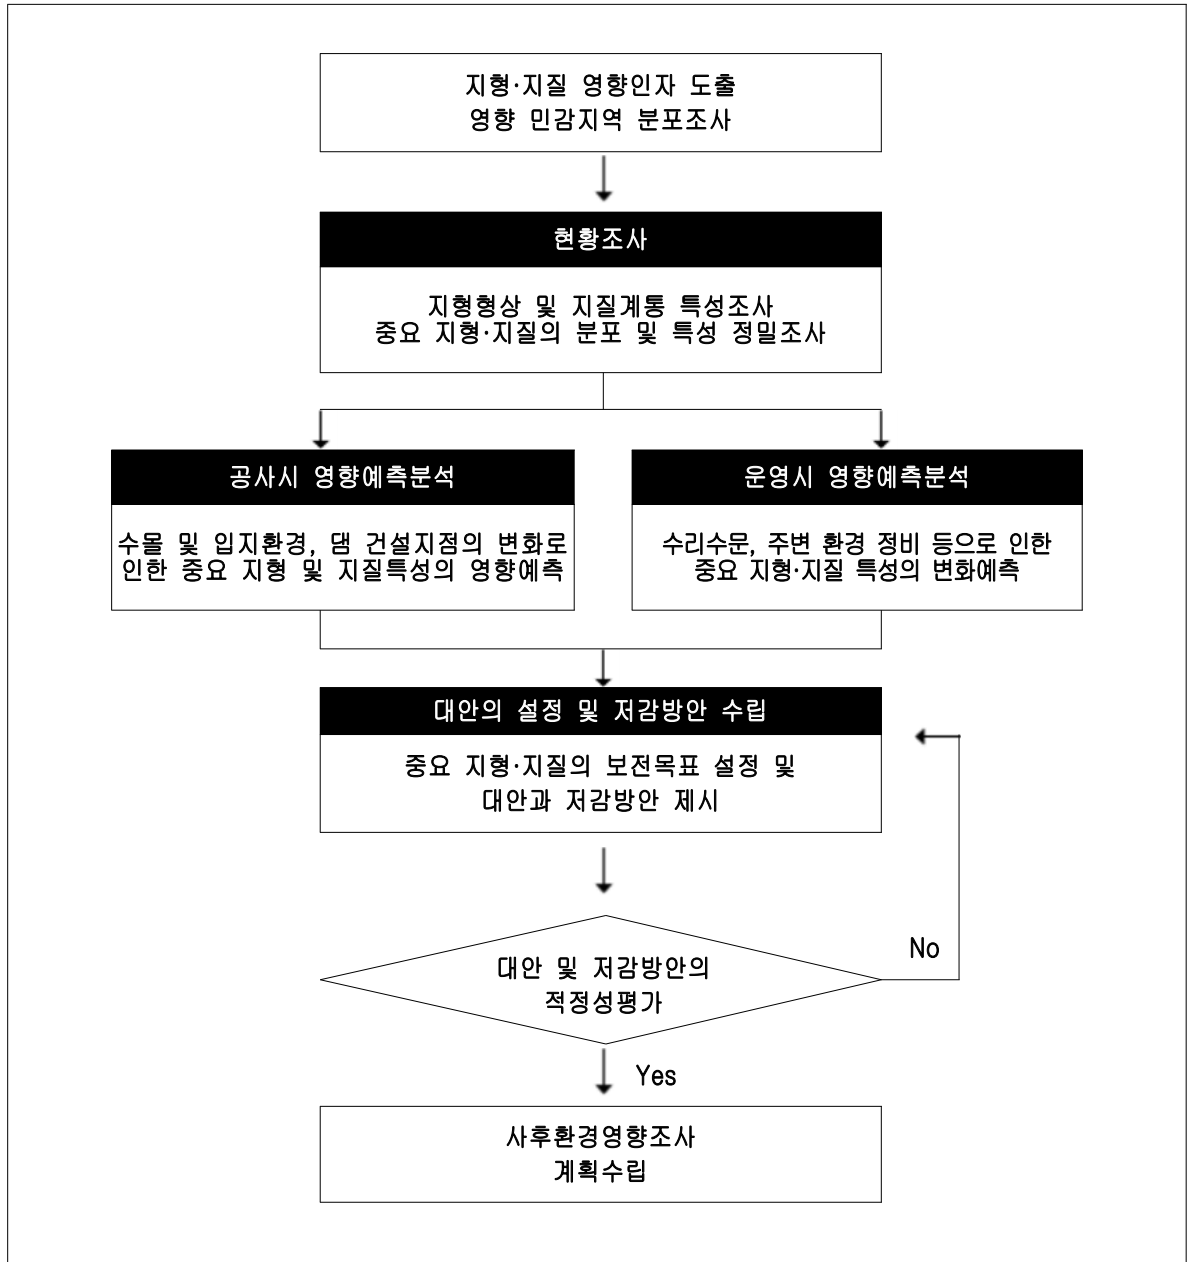 지형·지질 영향인자 도출
영향 민감지역 분포조사
현황조사
지형형상 및 지질계통 특성조사
중요 지형·지질의 분포 및 특성 정밀조사
공사시 영향예측분석
수몰 및 입지환경, 댐 건설지점의 변화로
인한 중요 지형 및 지질특성의 영향예측
운영시 영향예측분석
수리수문, 주변 환경 정비 등으로 인한
중요 지형·지질 특성의 변화예측
대안의 설정 및 저감방안 수립
중요 지형·지질의 보전목표 설정 및
대안과 저감방안 제시
No
대안 및 저감방안의
적정성평가
Yes
사후환경영향조사
계획수립